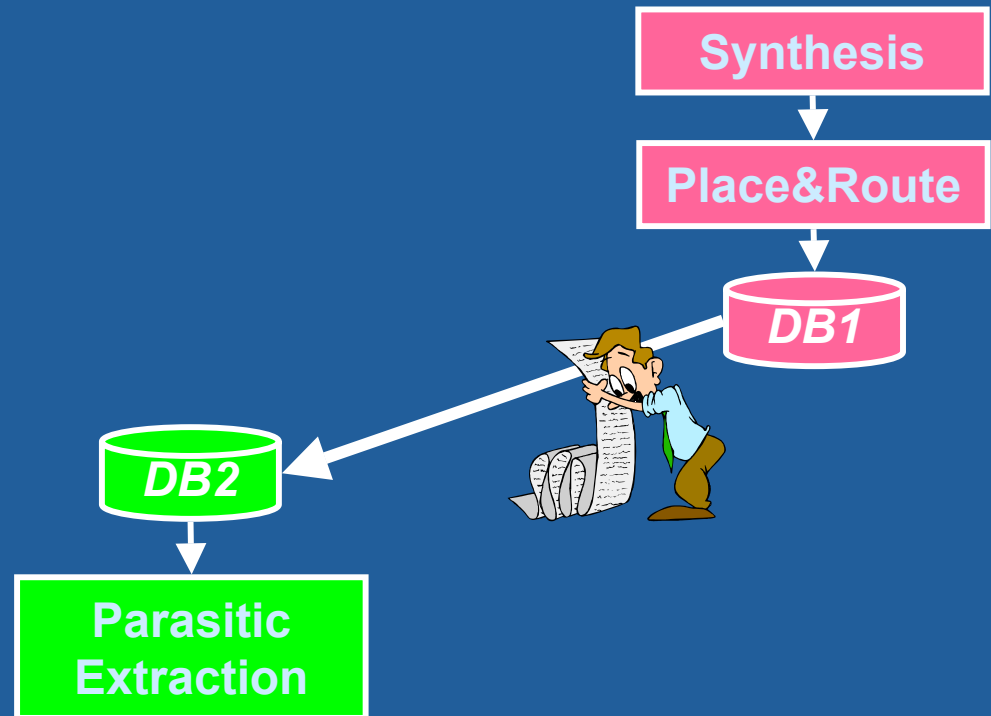 Synthesis
Place&Route
DB1
DB2
Parasitic
Extraction